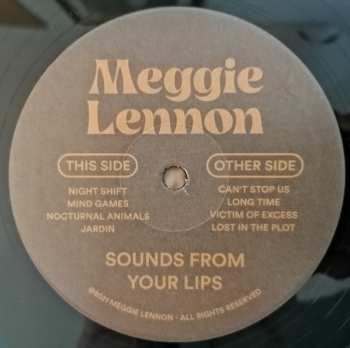 Meggie
Lennon
THIS SIDE
NIGHT SHIFT
MIND GAMES
NOCTURNAL ANIMALS
JARDIN
OTHER SIDE
CAN'T STOP US
LONG TIME
VICTIM OF EXCESS
LOST IN THE PLOT
SOUNDS FROM
YOUR LIPS
MEGGIE LENNON - ALL RIGHTS RESERVED